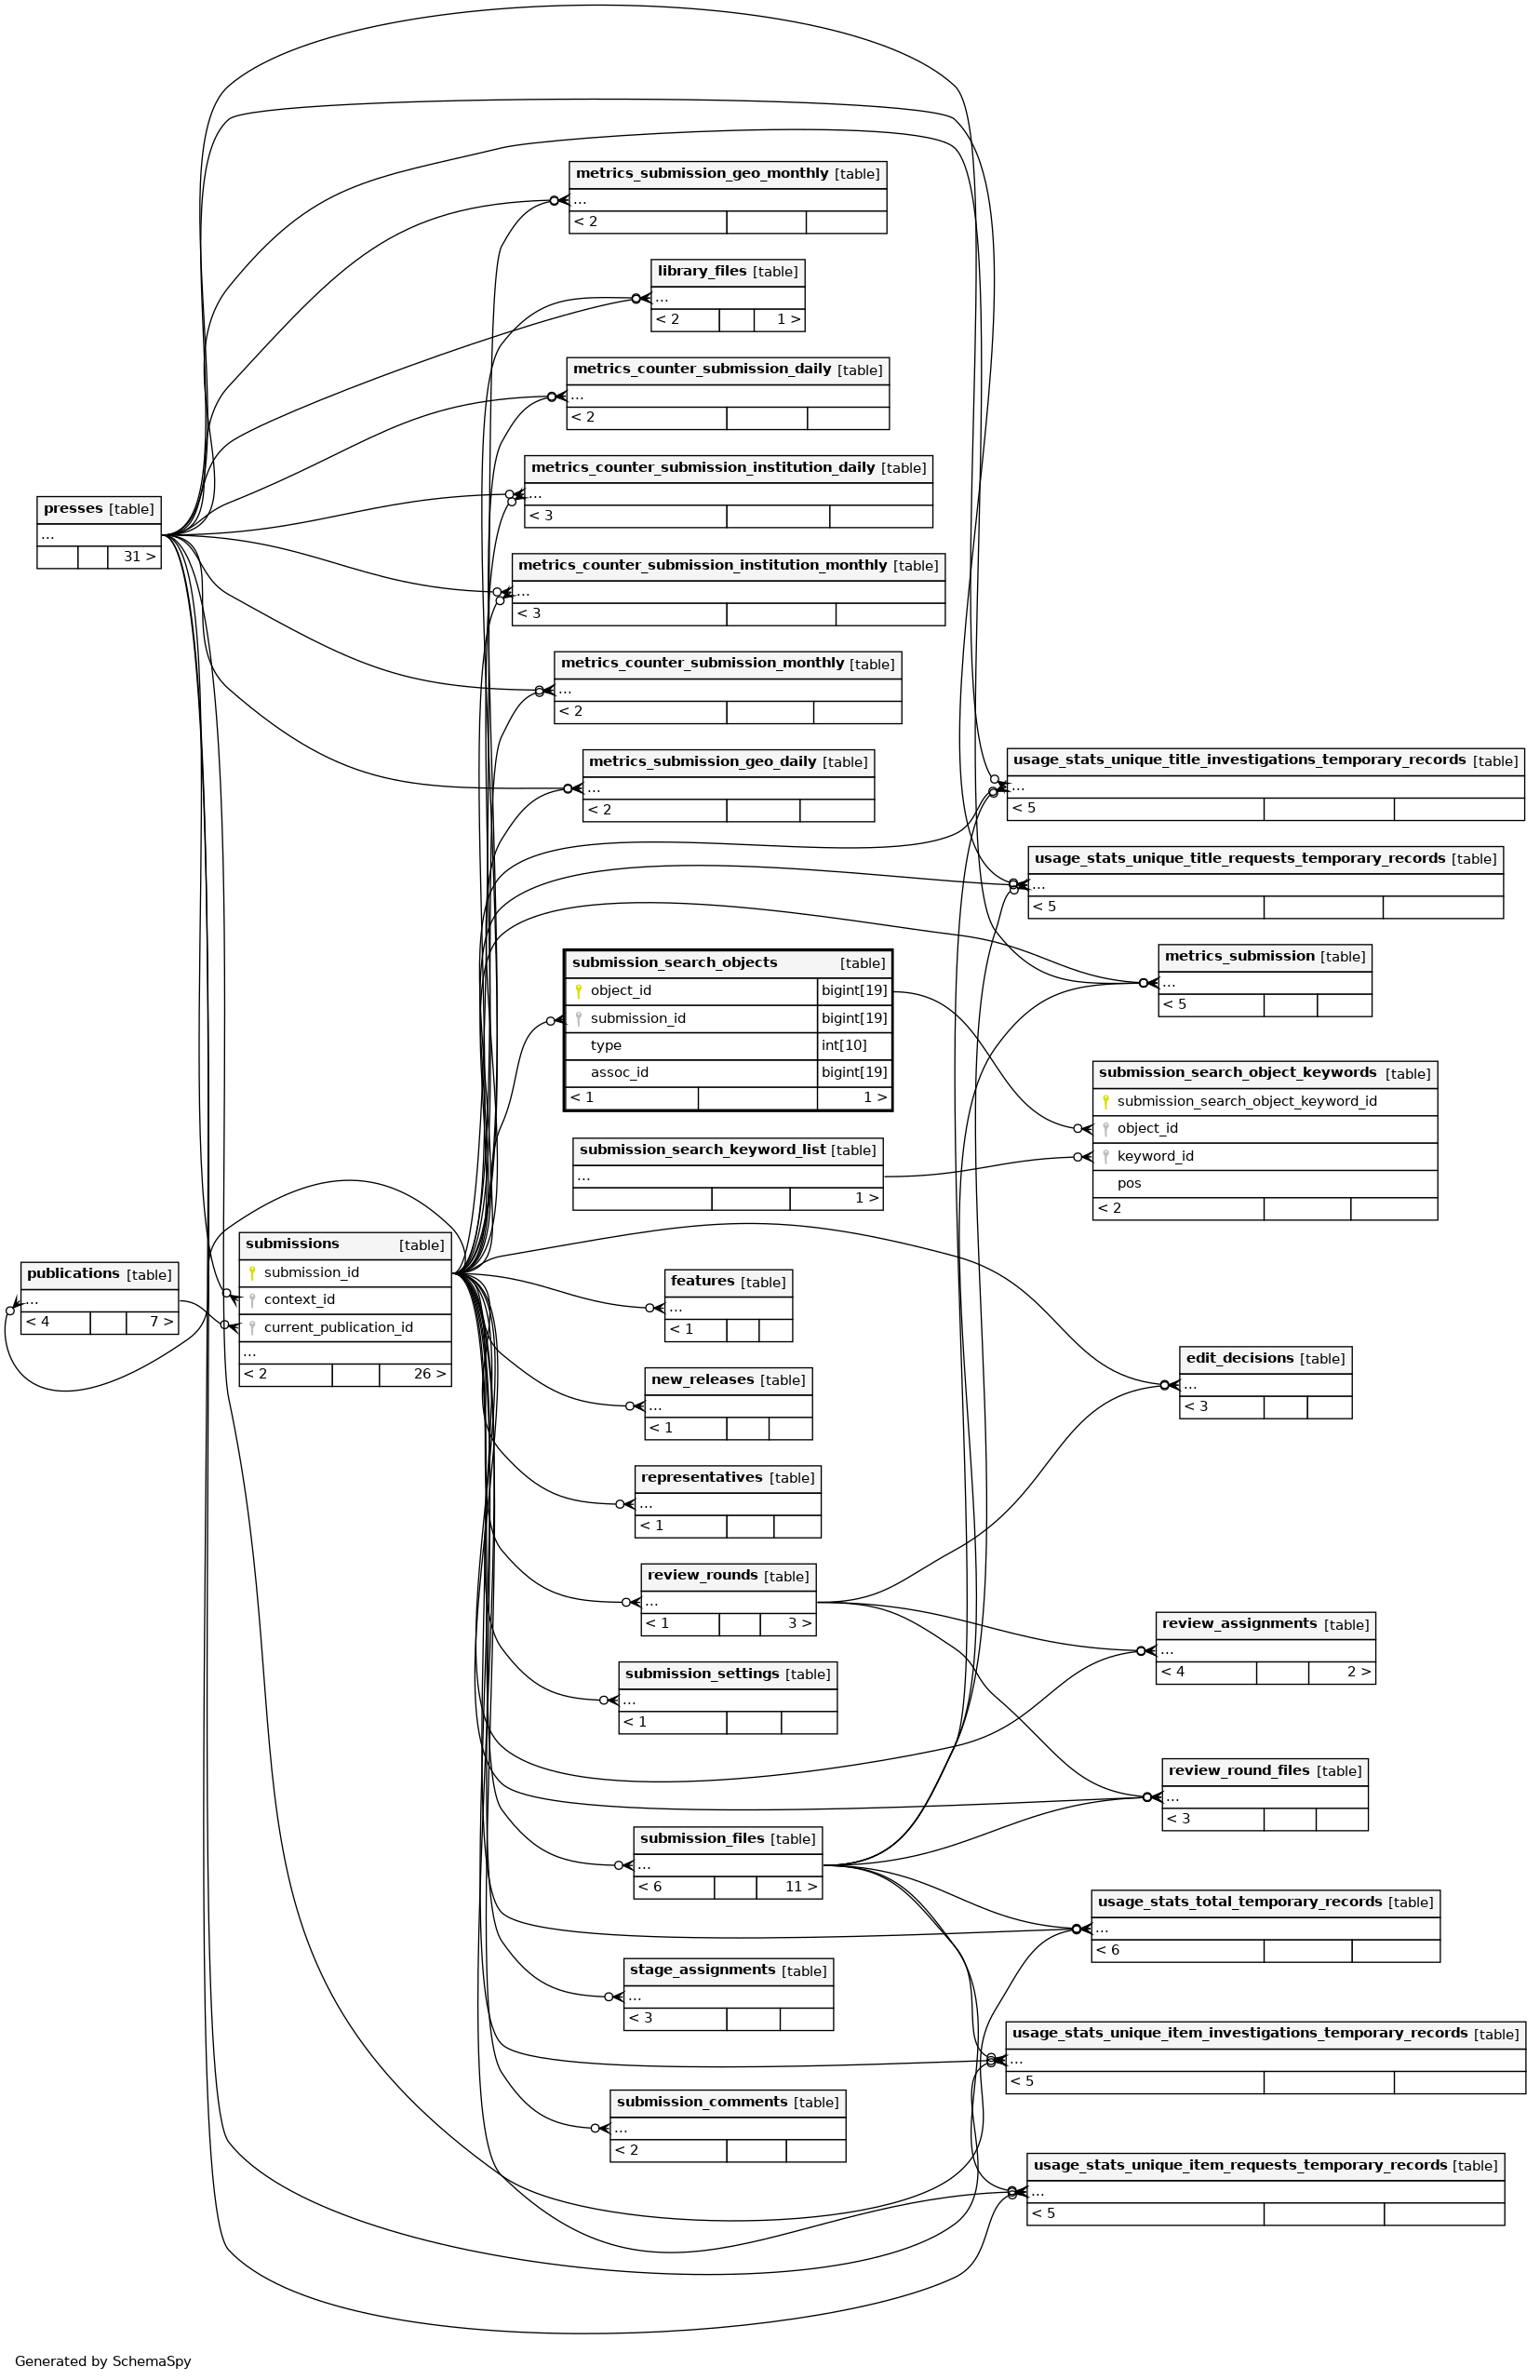 metrics_submission_geo_monthly [table]
...
< 2
library_files [table]
...
< 2 1 >
metrics_counter_submission_daily [table]
...
< 2
metrics_counter_submission_institution_daily [table]
...
< 3
presses [table]
...
31 >
metrics_counter_submission_institution_monthly [table]
...
< 3
metrics_counter_submission_monthly [table]
...
< 2
metrics_submission_geo_daily [table]
...
< 2
usage_stats_unique_title_investigations_temporary_records [table]
...
< 5
usage_stats_unique_title_requests_temporary_records [table]
...
< 5
submission_search_objects [table]
object_id bigint[19]
submission_id bigint[19]
type int[10]
assoc_id bigint[19]
< 1 1 >
metrics_submission [table]
...
< 5
submission_search_object_keywords [table]
submission_search_object_keyword_id
object_id
keyword_id
pos
< 2
submission_search_keyword_list [table]
...
1 >
publications [table]
...
< 4 7 >
submissions [table]
submission_id
context_id
current_publication_id
...
< 2 26 >
features [table]
...
< 1
new_releases [table]
...
< 1
edit_decisions [table]
...
< 3
representatives [table]
...
< 1
review_rounds [table]
...
< 1 3 >
review_assignments [table]
...
< 4 2 >
submission_settings [table]
...
< 1
review_round_files [table]
...
< 3
submission_files [table]
...
< 6 11 >
usage_stats_total_temporary_records [table]
...
< 6
stage_assignments [table]
...
< 3
usage_stats_unique_item_investigations_temporary_records [table]
...
< 5
submission_comments [table]
...
< 2
usage_stats_unique_item_requests_temporary_records [table]
...
< 5
Generated by SchemaSpy